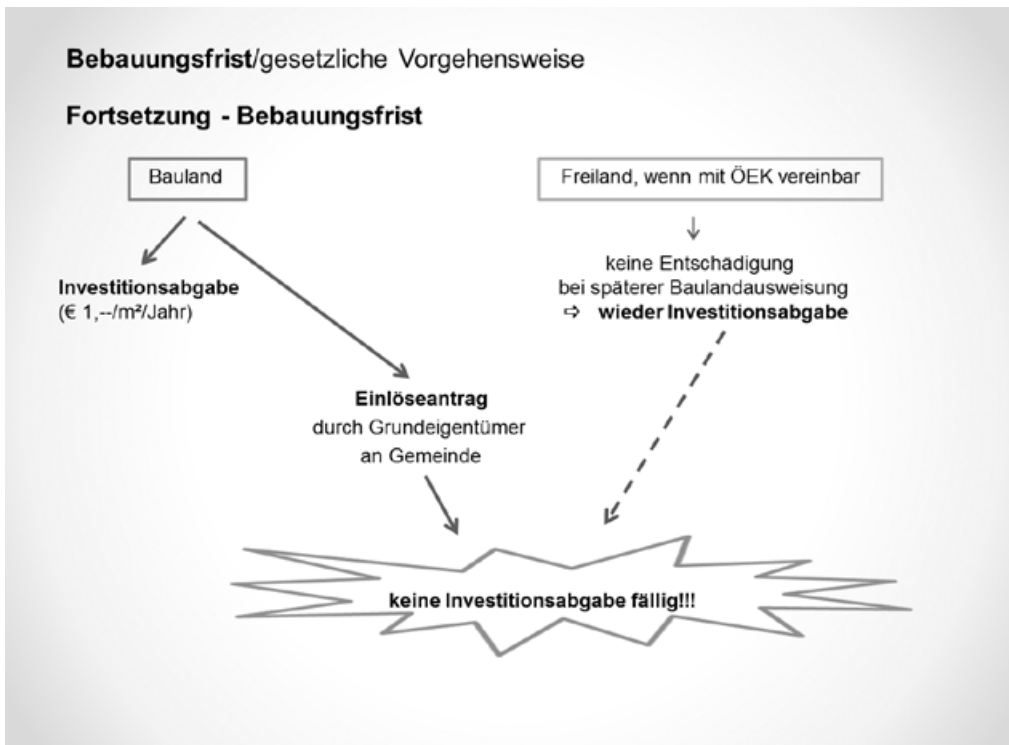 Bebauungsfrist/gesetzliche Vorgehensweise
Fortsetzung - Bebauungsfrist
Bauland
Investitionsabgabe
(€ 1,--/m²/Jahr)
Einlöseantrag
durch Grundeigentümer
an Gemeinde
Freiland, wenn mit ÖEK vereinbar
keine Entschädigung
bei späterer Baulandausweisung
⇨ wieder Investitionsabgabe
keine Investitionsabgabe fällig!!!